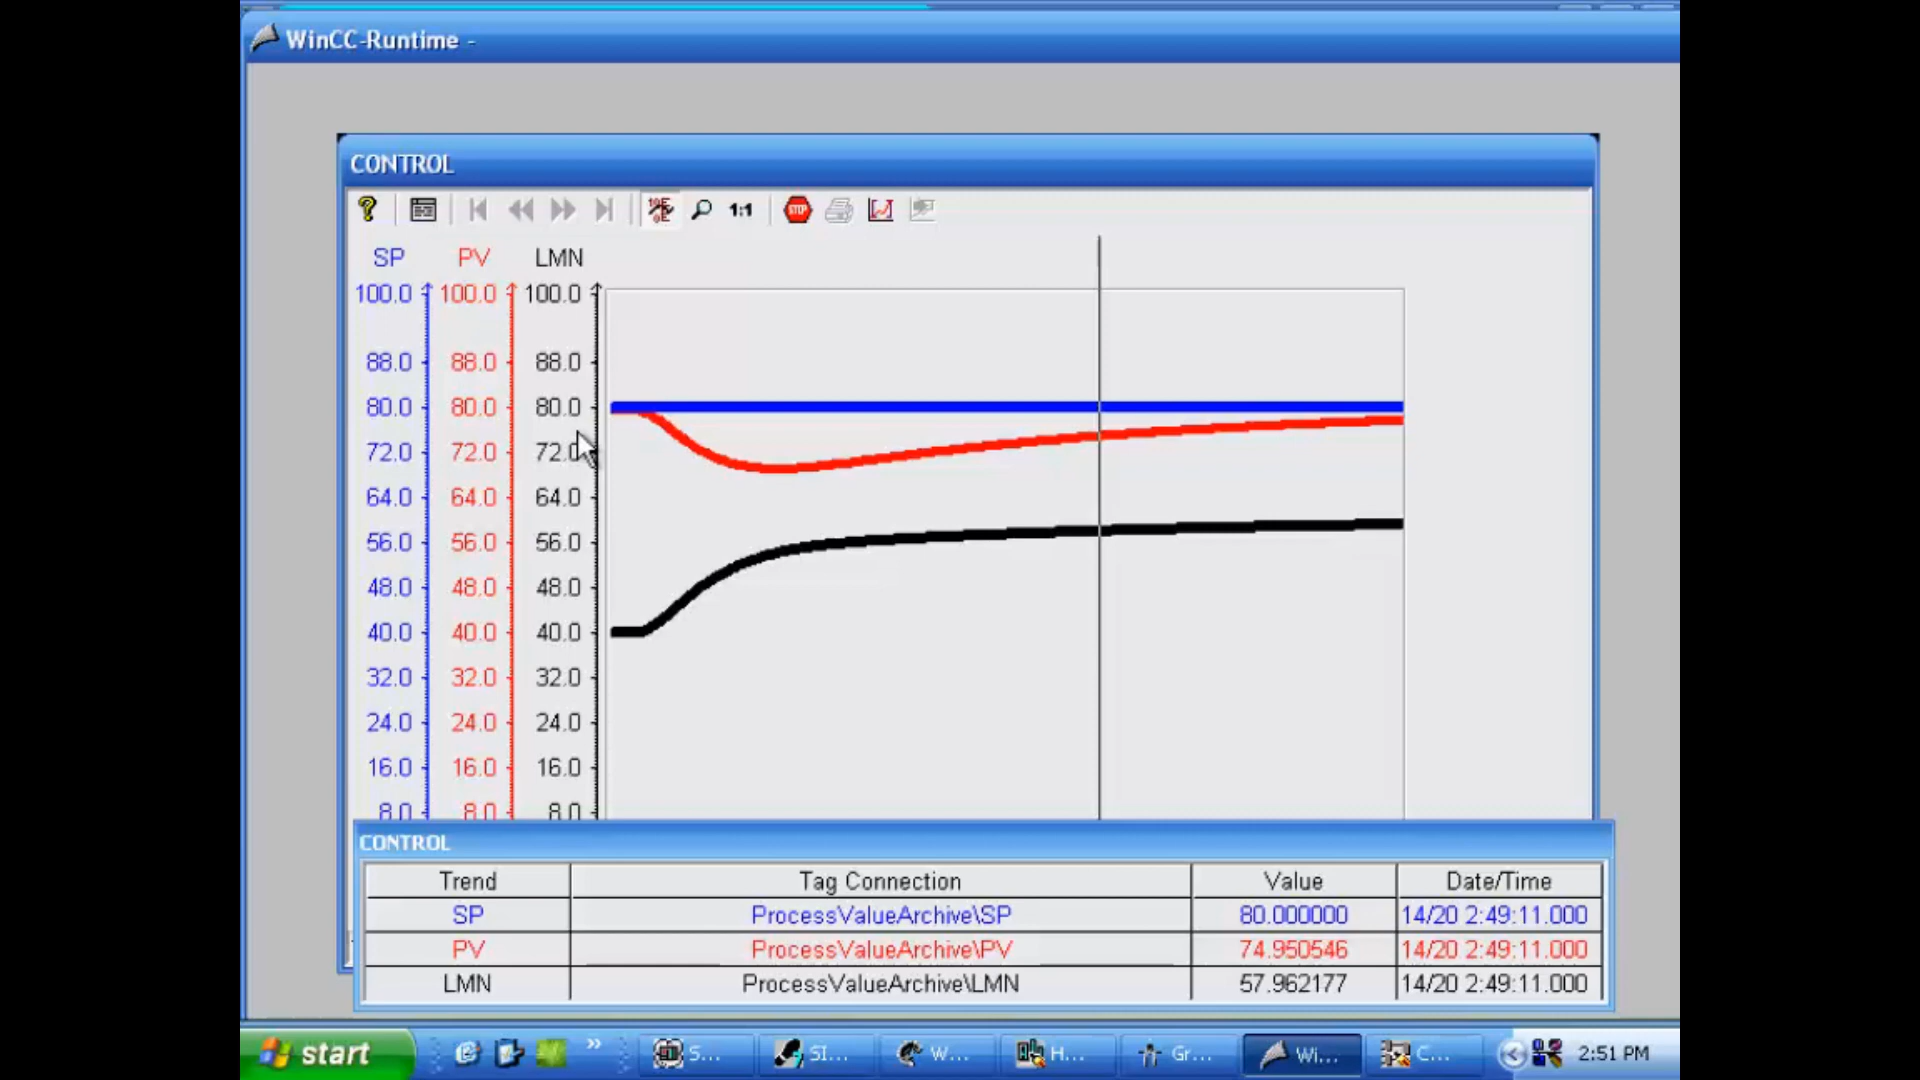 WinCC-Runtime -
CONTROL
1:1
STOP
SP PV LMN
100.0 100.0 100.0
88.0 88.0 88.0
80.0 80.0 80.0
72.0 72.0 72.0
64.0 64.0 64.0
56.0 56.0 56.0
48.0 48.0 48.0
40.0 40.0 40.0
32.0 32.0 32.0
24.0 24.0 24.0
16.0 16.0 16.0
8.0 8.0 8.0
CONTROL
Trend Tag Connection Value Date/Time
SP ProcessValueArchive\SP 80.000000 14/20 2:49:11.000
PV ProcessValueArchive\PV 74.950546 14/20 2:49:11.000
LMN ProcessValueArchive\LMN 57.962177 14/20 2:49:11.000
start » S... SI... W... H... Gr... Wi... C... 2:51 PM